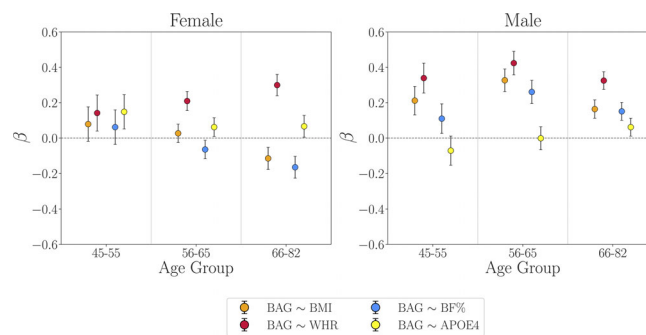 Female
Male
0.6
0.4
0.2
0.0
−0.2
−0.4
−0.6
β
45-55
56-65
66-82
Age Group
0.6
0.4
0.2
0.0
−0.2
−0.4
−0.6
β
45-55
56-65
66-82
Age Group
BAG ~ BMI
BAG ~ BF%
BAG ~ WHR
BAG ~ APOE4